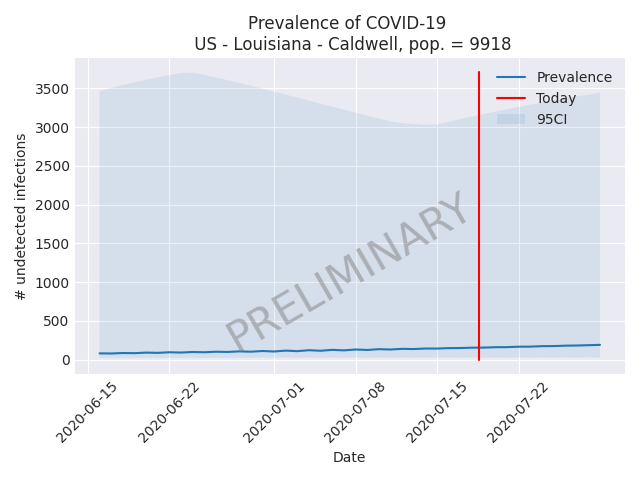 Prevalence of COVID-19
US - Louisiana - Caldwell, pop. = 9918
Prevalence
Today
95CI
3500
3000
2500
2000
1500
1000
500
0
# undetected infections
PRELIMINARY
2020-06-15
2020-06-22
2020-07-01
2020-07-08
2020-07-15
2020-07-22
Date